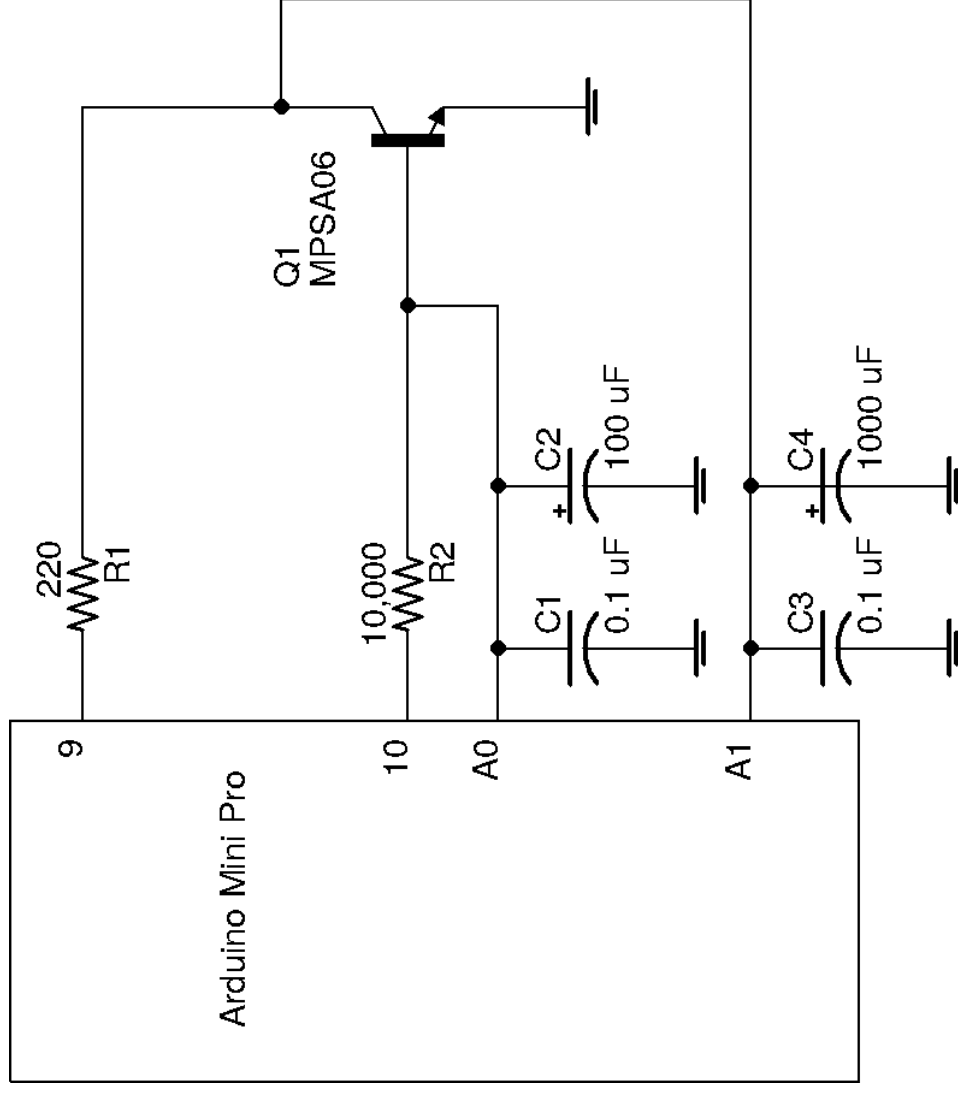 Arduino Mini Pro
9
10
A0
A1
220
R1
10,000
R2
Q1
MPSA06
C1
0.1 uF
+
C2
100 uF
C3
0.1 uF
+
C4
1000 uF